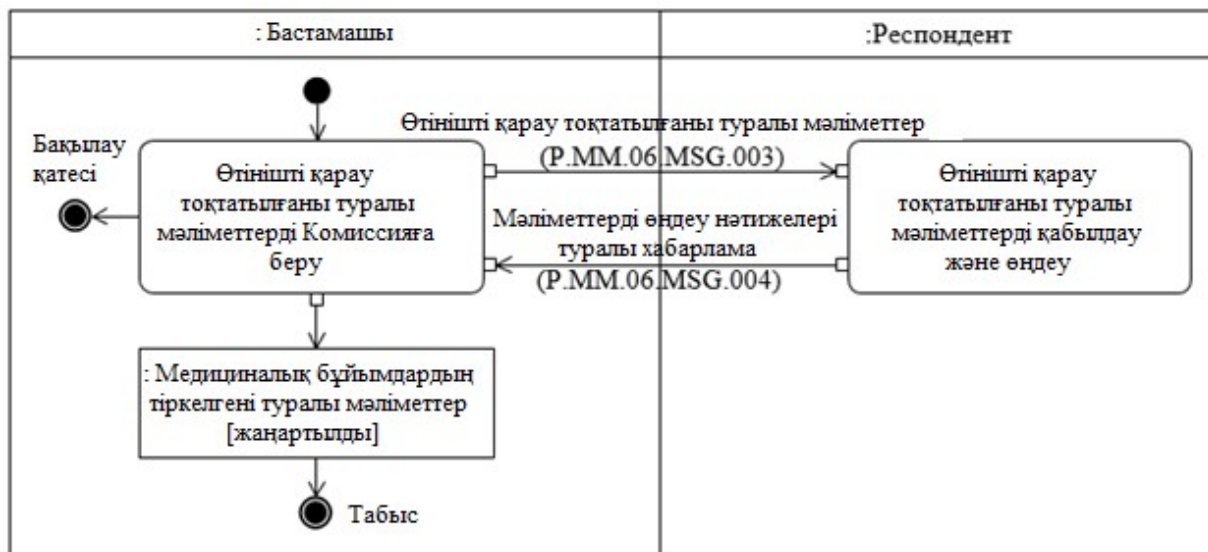 : Бастамашы
:Респондент
Өтінішті қарау тоқтатылғаны туралы мәліметтер
(Р.ММ.06.MSG.003)
Бақылау
қатесі
Өтінішті қарау
тоқтатылғаны туралы
мәліметтерді Комиссияға
беру
Мәліметтерді өңдеу нәтижелері
туралы хабарлама
(Р.ММ.06.MSG.004)
Өтінішті қарау
тоқтатылғаны туралы
мәліметтерді қабылдау
және өңдеу
: Медициналық бұйымдардың
тіркелгені туралы мәліметтер
[жаңартылды]
Табыс